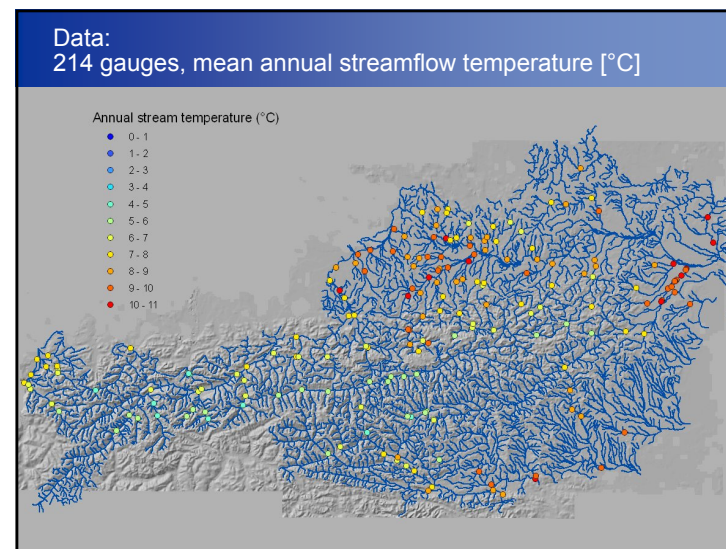 Data:
214 gauges, mean annual streamflow temperature [°C]
Annual stream temperature (°C)
0 - 1
1 - 2
2 - 3
3 - 4
4 - 5
5 - 6
6 - 7
7 - 8
8 - 9
9 - 10
10 - 11